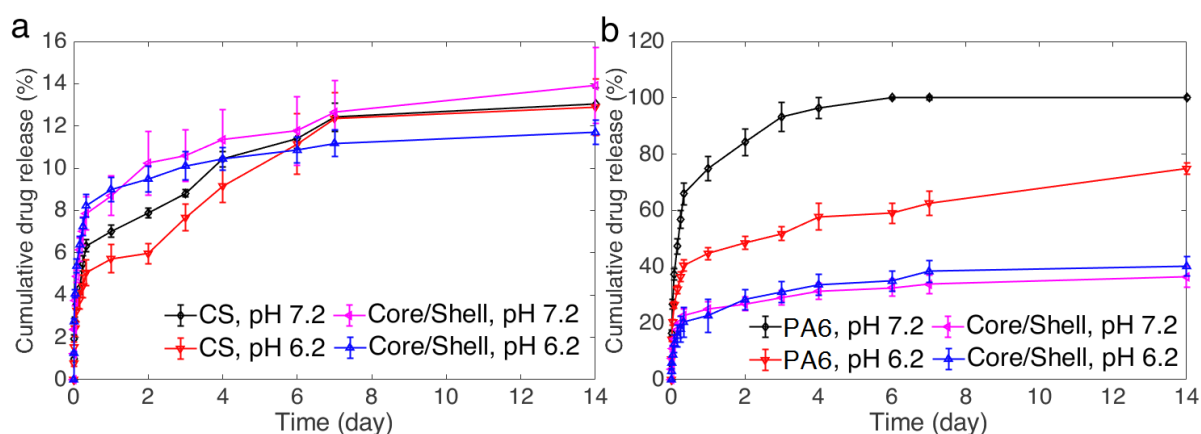 a
Cumulative drug release (%)
16
14
12
10
8
6
4
2
0
CS, pH 7.2
Core/Shell, pH 7.2
CS, pH 6.2
Core/Shell, pH 6.2
0 2 4 6 8 10 12 14
Time (day)
b
Cumulative drug release (%)
120
100
80
60
40
20
0
PA6, pH 7.2
Core/Shell, pH 7.2
PA6, pH 6.2
Core/Shell, pH 6.2
0 2 4 6 8 10 12 14
Time (day)